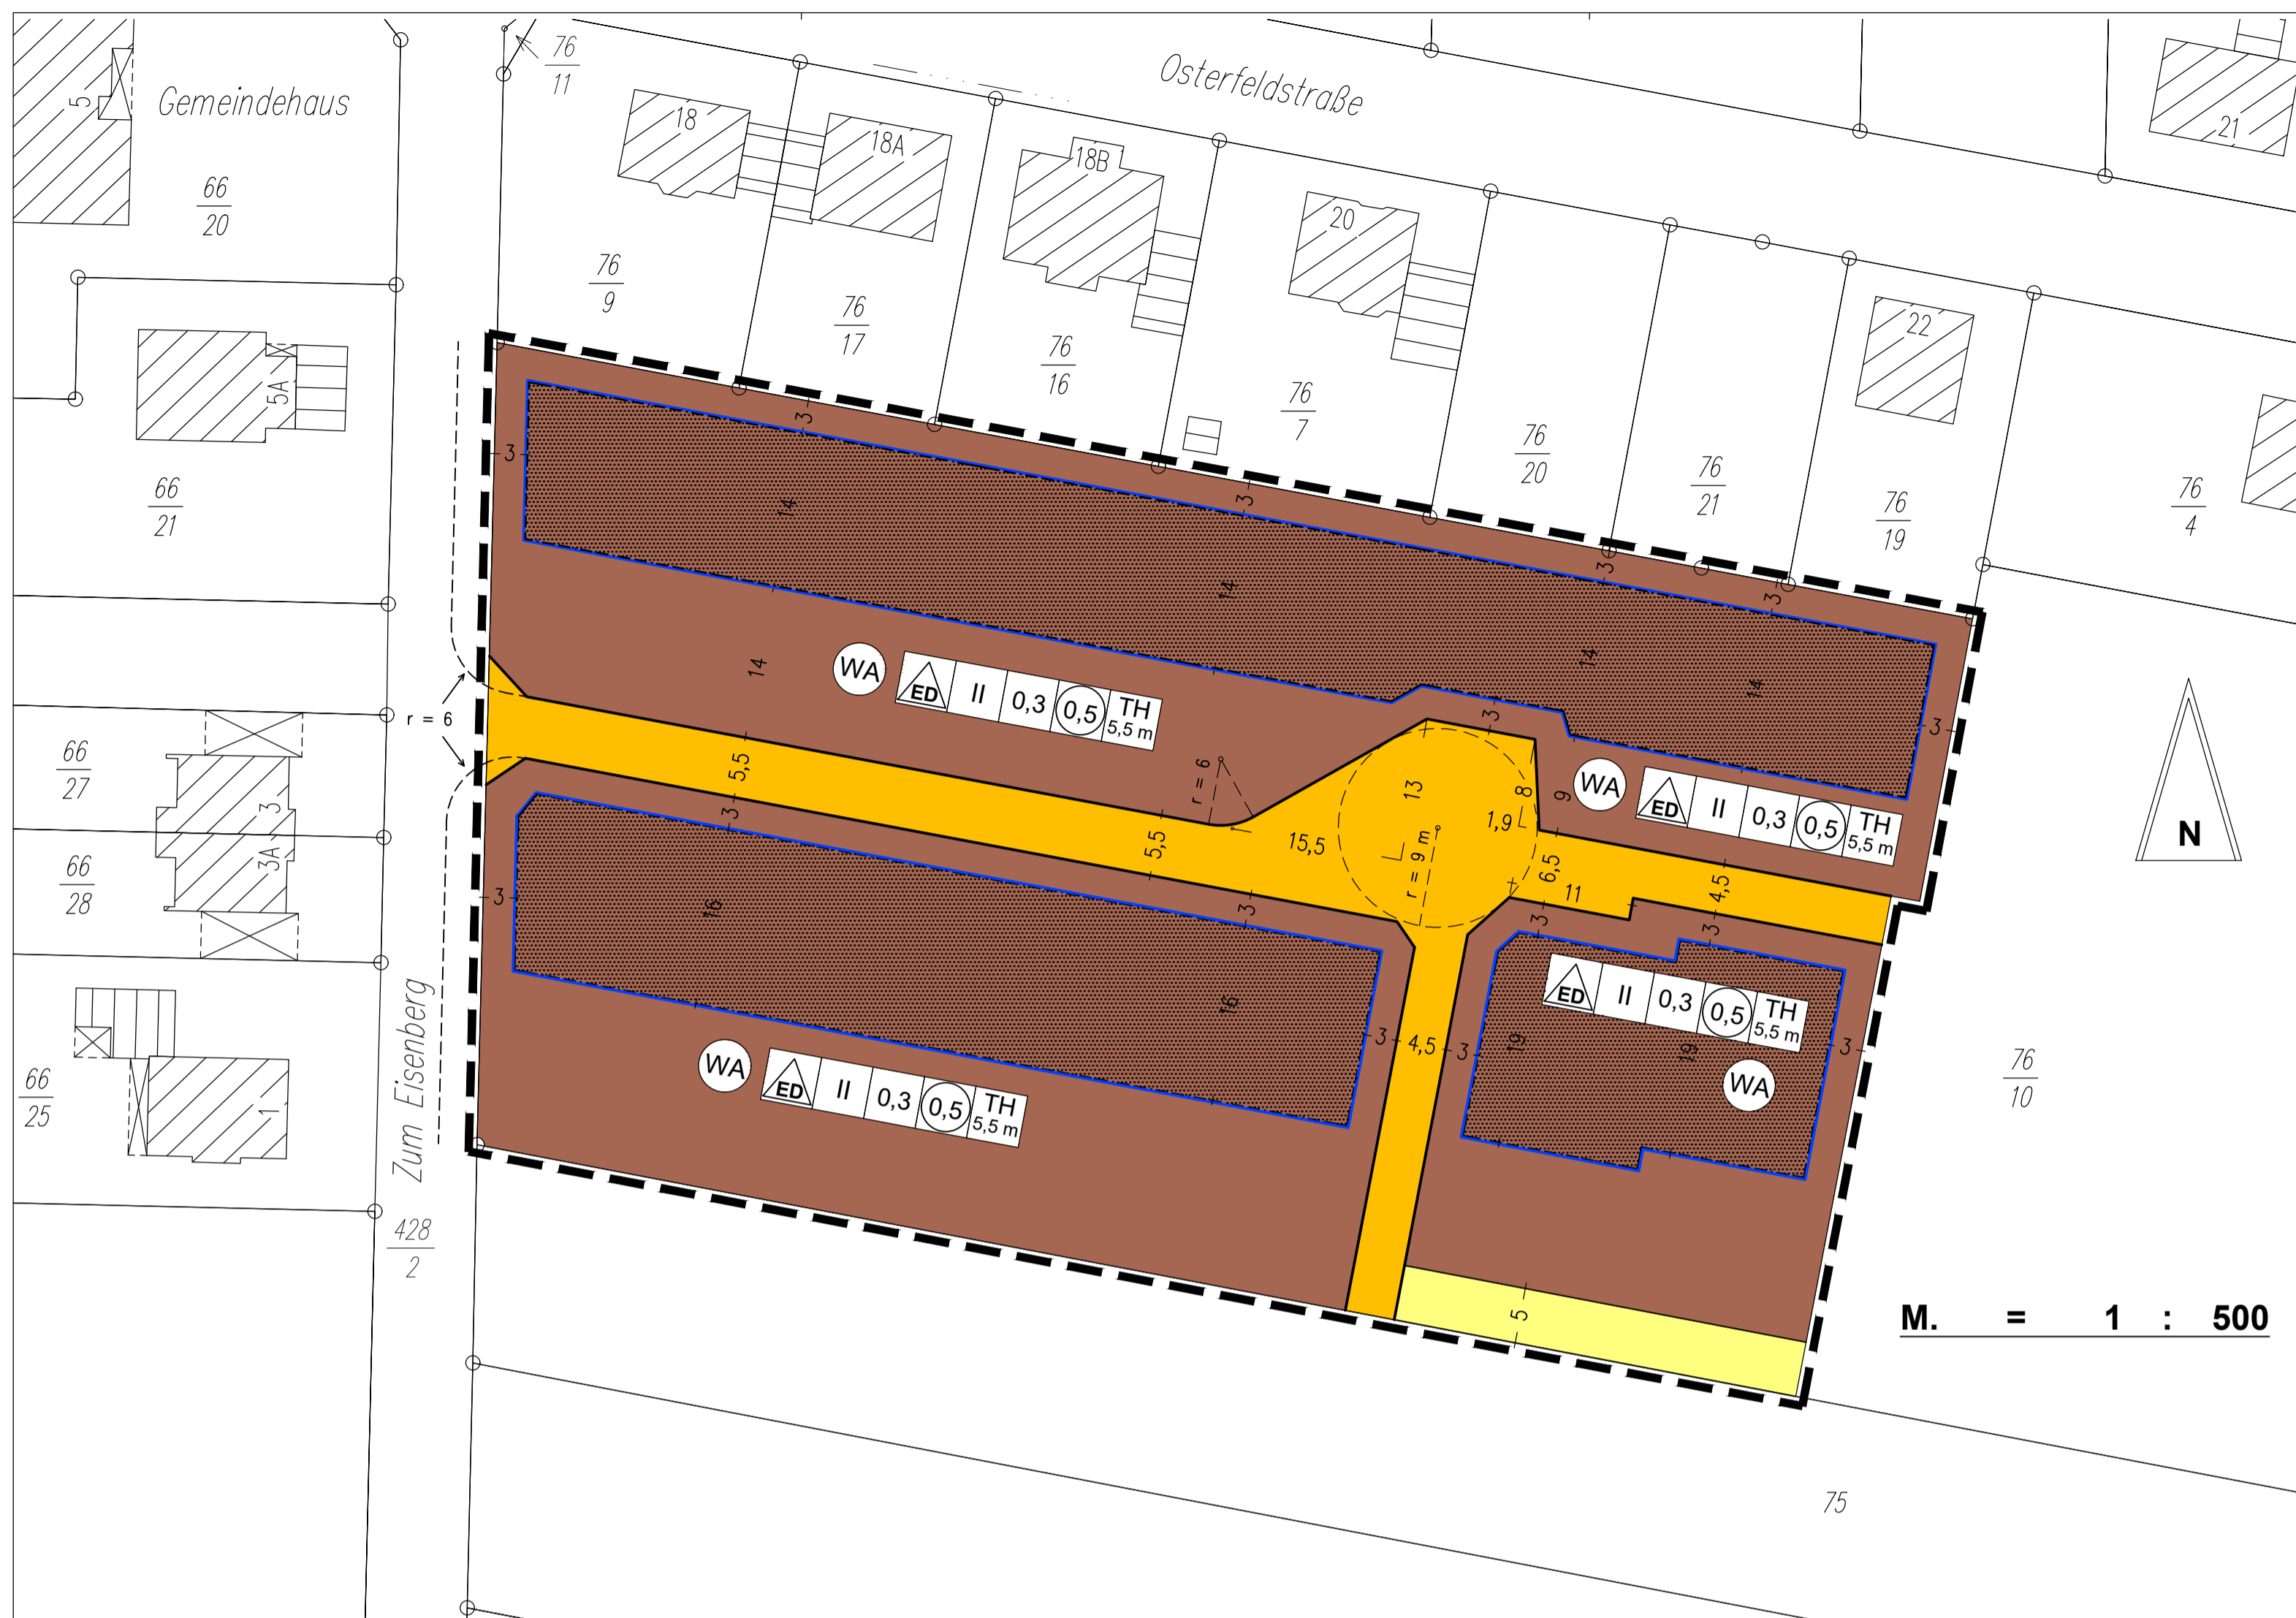 76
11
Osterfeldstraße
Gemeindehaus
5
18
18A
18B
20
21
22
66
20
76
9
76
17
76
16
76
7
76
20
76
21
76
19
76
4
5A
66
21
3
3
3
3
3
14
14
14
14
3
14
WA
ED
II
0,3
0,5
TH
5,5 m
r = 6
5,5
3
r = 6
5,5
15,5
13
r = 9 m
1,9
8
9
3
WA
ED
II
0,3
0,5
TH
5,5 m
6,5
11
4,5
3
3
N
66
27
3
3A
66
28
3
16
3
16
3
4,5
3
19
19
3
ED
II
0,3
0,5
TH
5,5 m
WA
WA
ED
II
0,3
0,5
TH
5,5 m
66
25
1
Zum Eisenberg
428
2
76
10
5
M. = 1 : 500
75